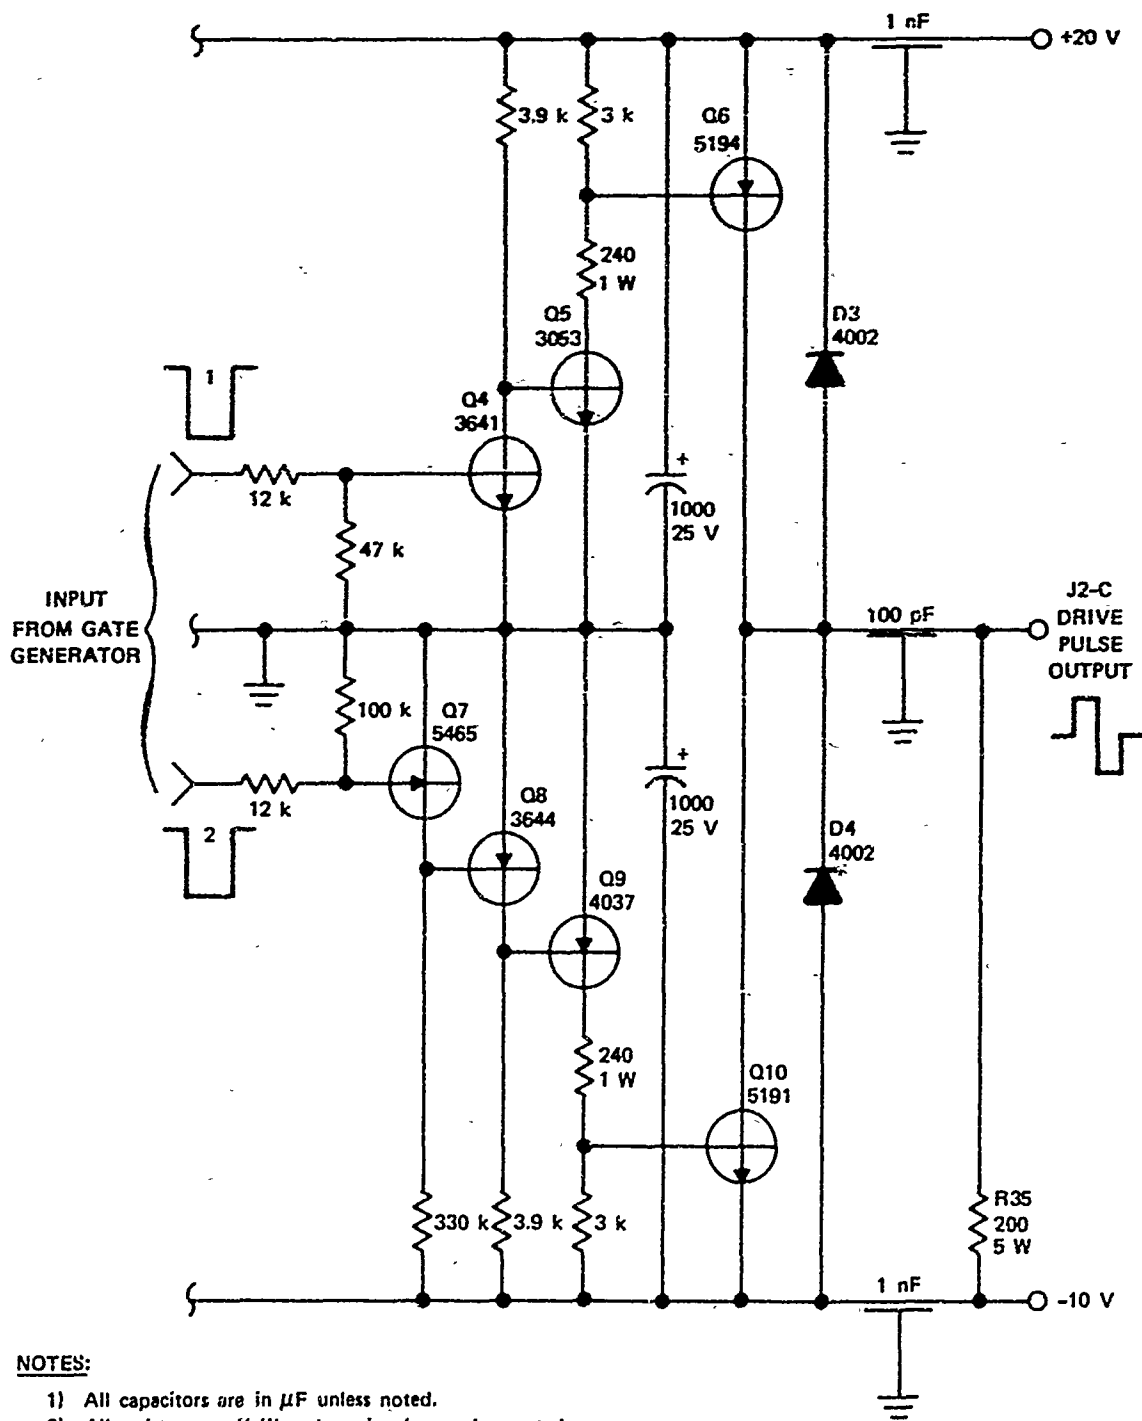 1 nF
+20 V
3.9 k
3 k
Q6
5194
240
1 W
Q5
3053
D3
4002
1
Q4
3641
12 k
+
1000
25 V
47 k
INPUT
FROM GATE
GENERATOR
100 pF
J2-C
DRIVE
PULSE
OUTPUT
100 k
Q7
5465
12 k
2
+
1000
25 V
Q8
3644
D4
4002
Q9
4037
240
1 W
Q10
5191
330 k
3.9 k
3 k
R35
200
5 W
1 nF
-10 V
NOTES:
1) All capacitors are in μF unless noted.